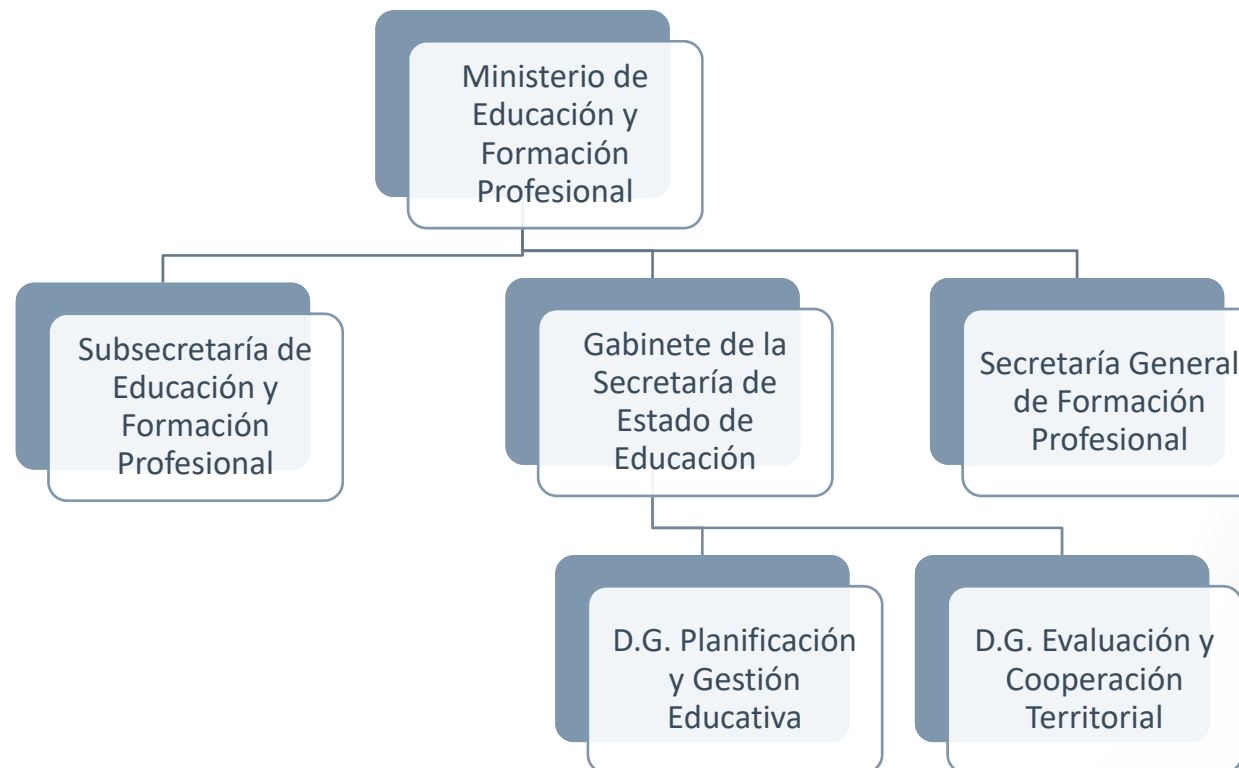 Ministerio de
Educación y
Formación
Profesional
Subsecretaría de
Educación y
Formación
Profesional
Gabinete de la
Secretaría de
Estado de
Educación
Secretaría General
de Formación
Profesional
D.G. Planificación
y Gestión
Educativa
D.G. Evaluación y
Cooperación
Territorial